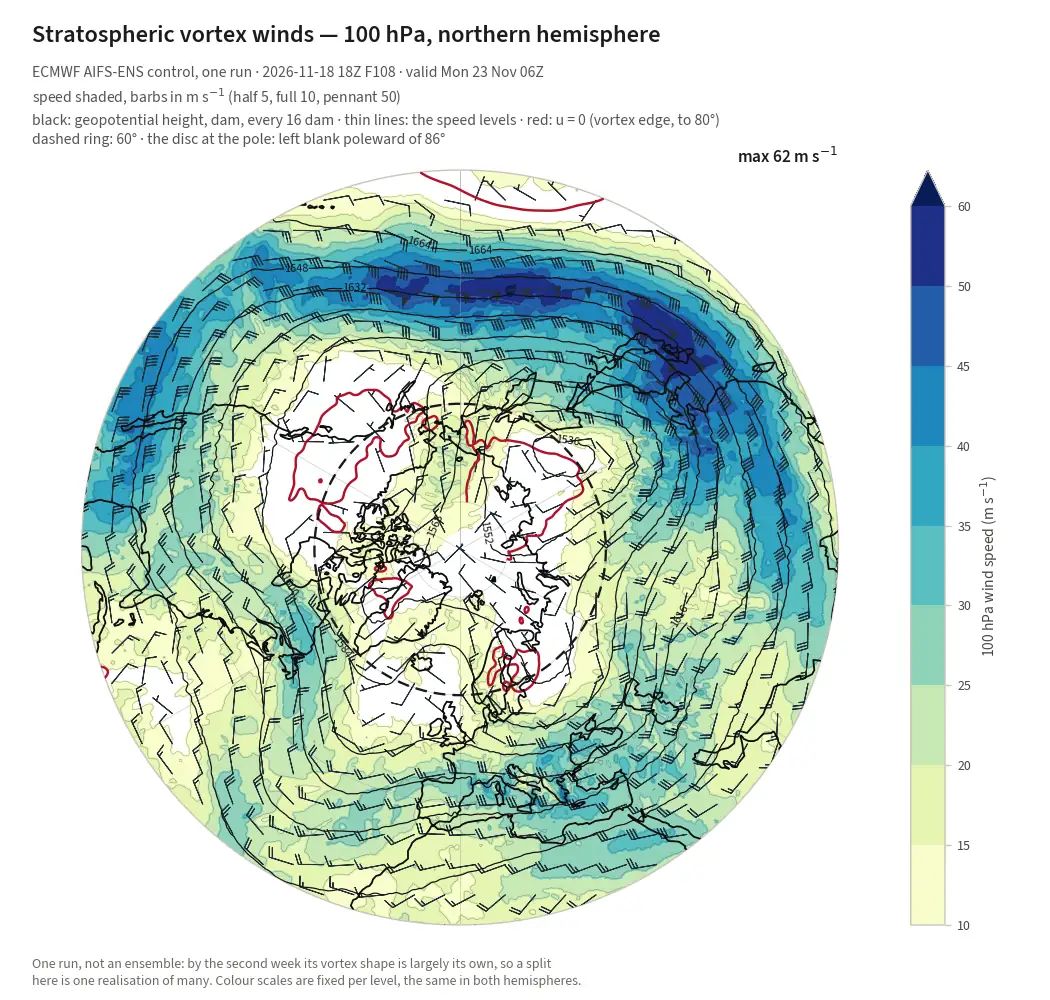 Stratospheric vortex winds — 100 hPa, northern hemisphere
ECMWF AIFS-ENS control, one run · 2026-11-18 18Z F108 · valid Mon 23 Nov 06Z
speed shaded, barbs in m s⁻¹ (half 5, full 10, pennant 50)
black: geopotential height, dam, every 16 dam · thin lines: the speed levels · red: u = 0 (vortex edge, to 80°)
dashed ring: 60° · the disc at the pole: left blank poleward of 86°
max 62 m s⁻¹
1664
1664
1648
1632
1536
1552
60
50
45
40
35
30
25
20
15
10
100 hPa wind speed (m s⁻¹)
One run, not an ensemble: by the second week its vortex shape is largely its own, so a split
here is one realisation of many. Colour scales are fixed per level, the same in both hemispheres.